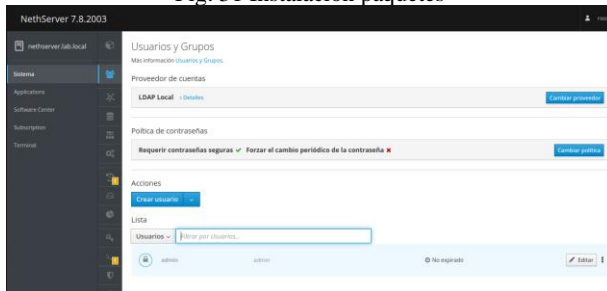 Fig. 31 Instalación paquetes
NethServer 7.8.2003
nethserver.lab.local
Sistema
Applications
Software Center
Subscription
Terminal
Usuarios y Grupos
Más información Usuarios y Grupos.
Proveedor de cuentas
LDAP Local › Detalles
Cambiar proveedor
Política de contraseñas
Requerir contraseñas seguras ✔ Forzar el cambio periódico de la contraseña ✖
Cambiar política
Acciones
Crear usuario
Lista
Usuarios
Filtrar por Usuarios...
admin admin No expirado Editar